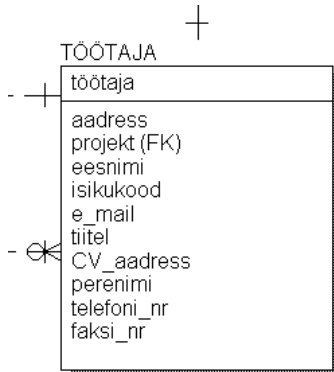 TÖÖTAJA
töötaja
aadress
projekt (FK)
eesnimi
isikukood
e_mail
tiitel
CV_aadress
perenimi
telefoni_nr
faksi_nr